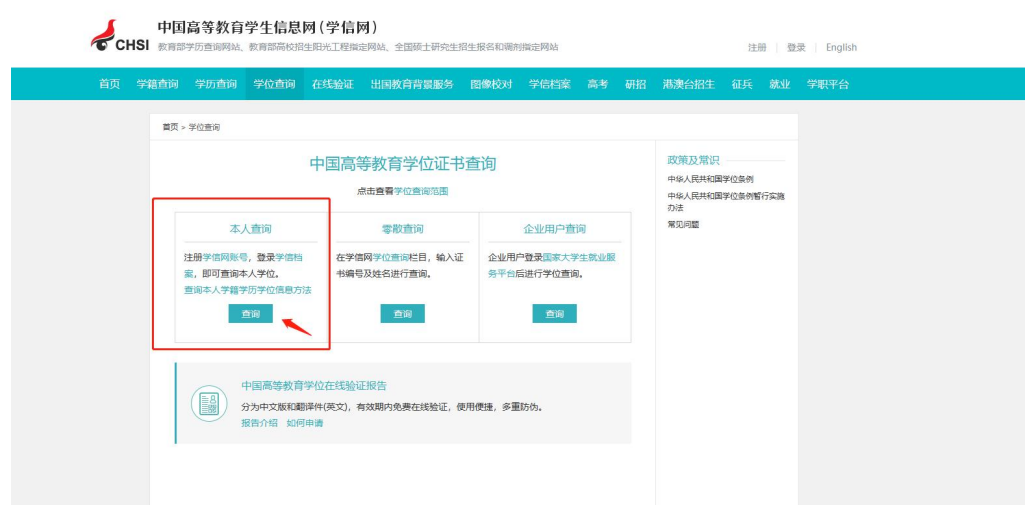 中国高等教育学生信息网(学信网)
CHSI 教育部学历查询网站、教育部高校招生阳光工程指定网站、全国硕士研究生招生报名和调剂指定网站
注册 | 登录 | English
首页 学籍查询 学历查询 学位查询 在线验证 出国教育背景服务 图像校对 学信档案 高考 研招 港澳台招生 征兵 就业 学职平台
首页 > 学位查询
中国高等教育学位证书查询
点击查看学位查询范围
本人查询
注册学信网账号，登录学信档
案，即可查询本人学位。
查询本人学籍学历学位信息方法
查询
零散查询
在学信网学位查询栏目，输入证
书编号及姓名进行查询。
查询
企业用户查询
企业用户登录国家大学生就业服
务平台后进行学位查询。
查询
中国高等教育学位在线验证报告
分为中文版和翻译件(英文)，有效期内免费在线验证，使用便捷，多重防伪。
报告介绍 如何申请
政策及常识
中华人民共和国学位条例
中华人民共和国学位条例暂行实施
办法
常见问题